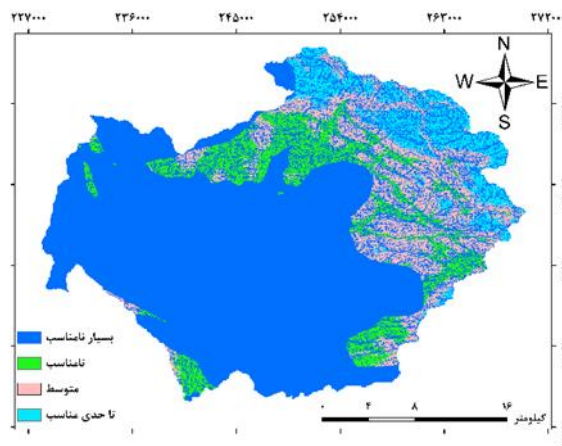 ۲۲۷۰۰۰ ۲۳۶۰۰۰ ۲۴۵۰۰۰ ۲۵۴۰۰۰ ۲۶۳۰۰۰ ۲۷۲۰۰۰
N
W E
S
بسیار نامناسب
نامناسب
متوسط
تا حدی مناسب
۰ ۴ ۸ ۱۶
کیلومتر